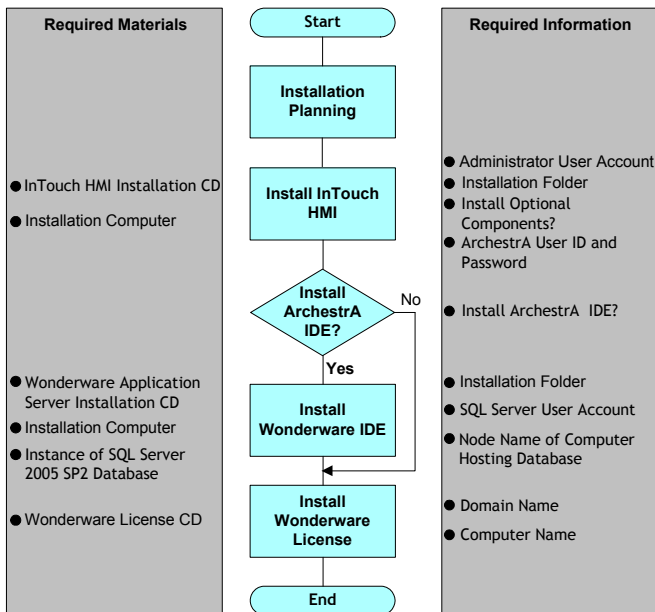 Required Materials
InTouch HMI Installation CD
Installation Computer
Wonderware Application
Server Installation CD
Installation Computer
Instance of SQL Server
2005 SP2 Database
Wonderware License CD
Start
Installation
Planning
Install InTouch
HMI
Install
ArchestrA
IDE?
No
Yes
Install
Wonderware IDE
Install
Wonderware
License
End
Required Information
Administrator User Account
Installation Folder
Install Optional
Components?
ArchestrA User ID and
Password
Install ArchestrA IDE?
Installation Folder
SQL Server User Account
Node Name of Computer
Hosting Database
Domain Name
Computer Name